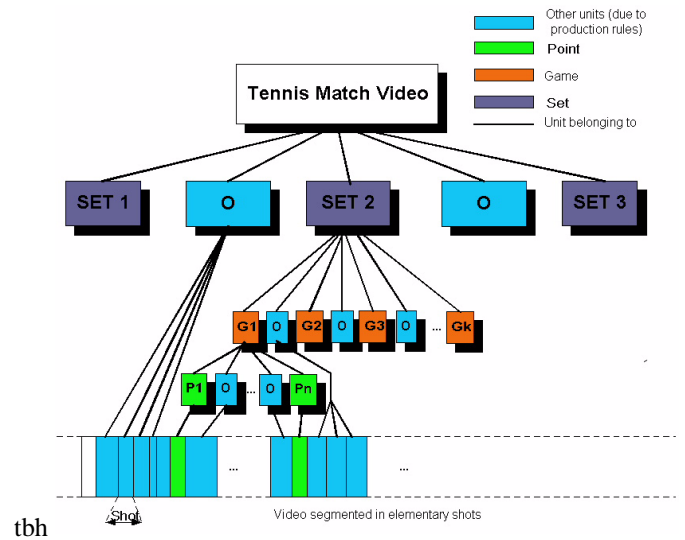 Other units (due to
production rules)
Point
Game
Set
Unit belonging to
Tennis Match Video
SET 1
O
SET 2
O
SET 3
G1 O G2 O G3 O ... Gk
P1 O ... O Pn
... ...
Shot
Video segmented in elementary shots
tbh